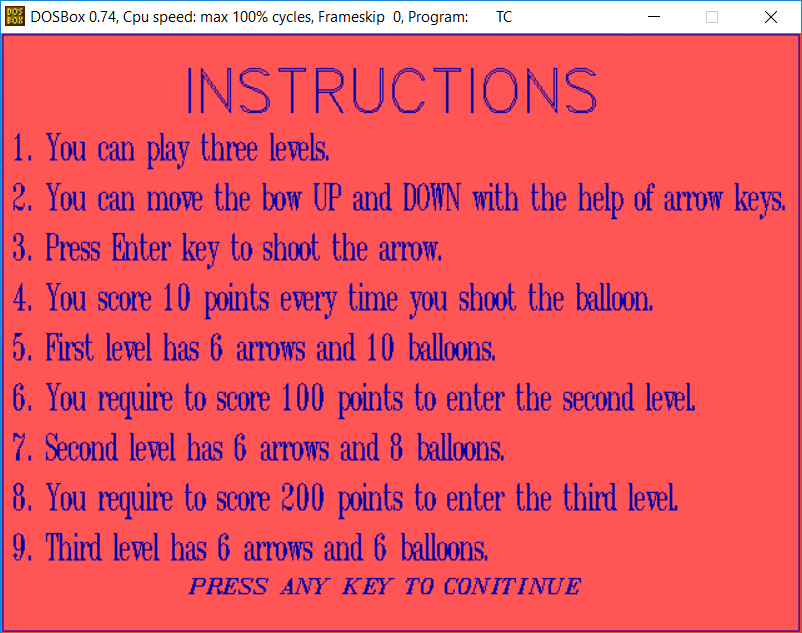 DOSBox 0.74, Cpu speed: max 100% cycles, Frameskip 0, Program: TC
INSTRUCTIONS
1. You can play three levels.
2. You can move the bow UP and DOWN with the help of arrow keys.
3. Press Enter key to shoot the arrow.
4. You score 10 points every time you shoot the balloon.
5. First level has 6 arrows and 10 balloons.
6. You require to score 100 points to enter the second level.
7. Second level has 6 arrows and 8 balloons.
8. You require to score 200 points to enter the third level.
9. Third level has 6 arrows and 6 balloons.
PRESS ANY KEY TO CONITINUE